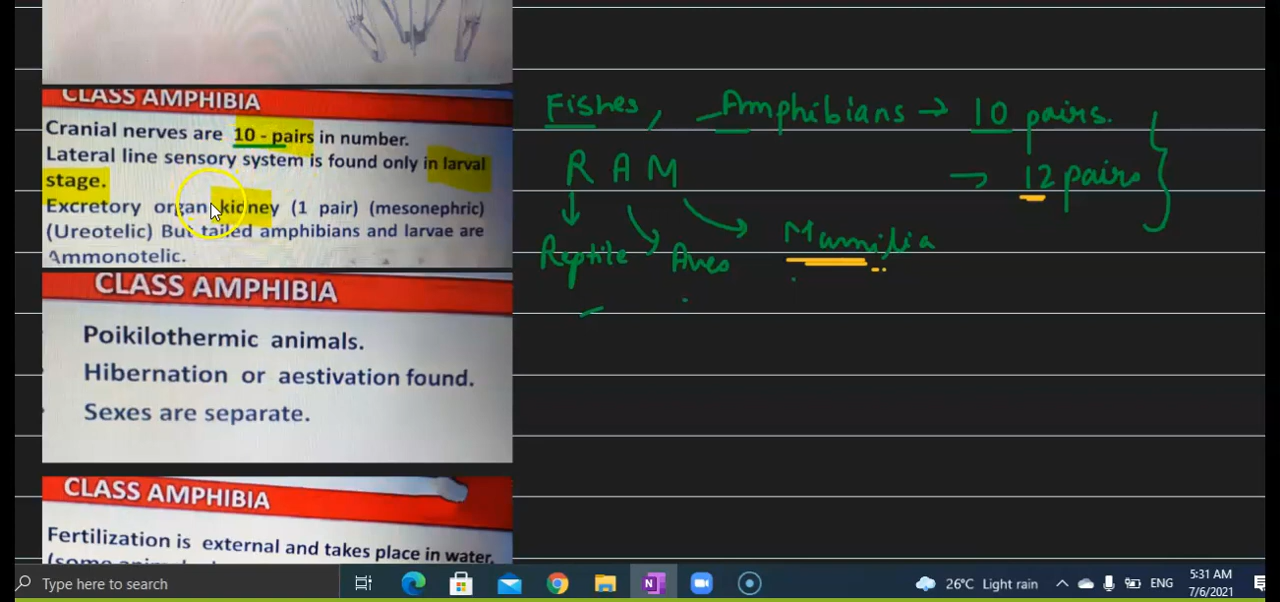 CLASS AMPHIBIA
Cranial nerves are 10 - pairs in number.
Lateral line sensory system is found only in larval
stage.
Excretory organ kidney (1 pair) (mesonephric)
(Ureotelic) But tailed amphibians and larvae are
Ammonotelic.
CLASS AMPHIBIA
Poikilothermic animals.
Hibernation or aestivation found.
Sexes are separate.
CLASS AMPHIBIA
Fertilization is external and takes place in water.
Fishes, Amphibians → 10 pairs.
R A M → 12 pairs
Reptile Aves Mamilia
Type here to search
26°C Light rain
ENG
5:31 AM
7/6/2021